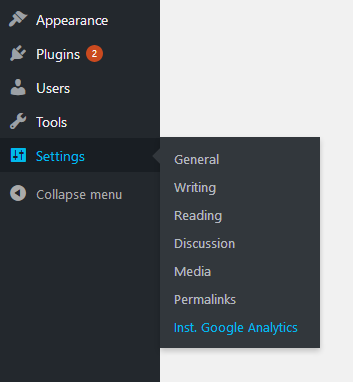 Appearance
Plugins 2
Users
Tools
Settings
Collapse menu
General
Writing
Reading
Discussion
Media
Permalinks
Inst. Google Analytics